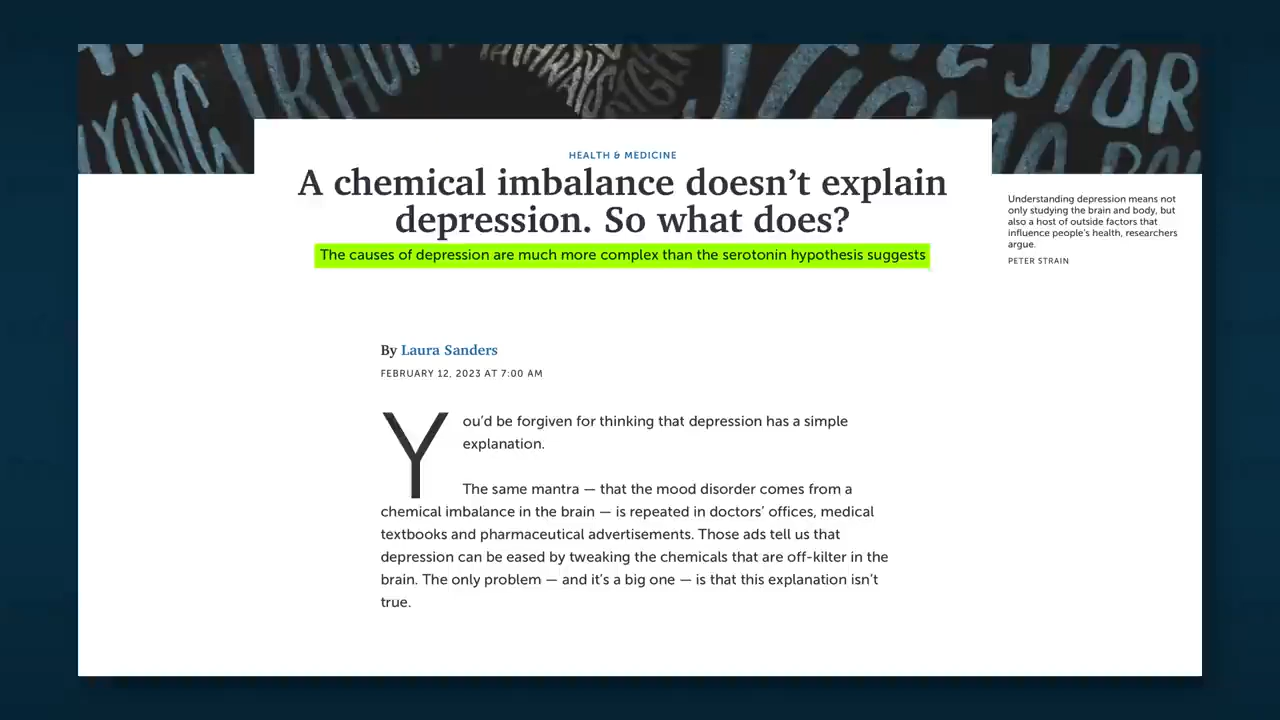 HEALTH & MEDICINE
A chemical imbalance doesn’t explain
depression. So what does?
The causes of depression are much more complex than the serotonin hypothesis suggests
Understanding depression means not
only studying the brain and body, but
also a host of outside factors that
influence people’s health, researchers
argue.
PETER STRAIN
By Laura Sanders
FEBRUARY 12, 2023 AT 7:00 AM
You’d be forgiven for thinking that depression has a simple
explanation.
The same mantra — that the mood disorder comes from a
chemical imbalance in the brain — is repeated in doctors’ offices, medical
textbooks and pharmaceutical advertisements. Those ads tell us that
depression can be eased by tweaking the chemicals that are off-kilter in the
brain. The only problem — and it’s a big one — is that this explanation isn’t
true.